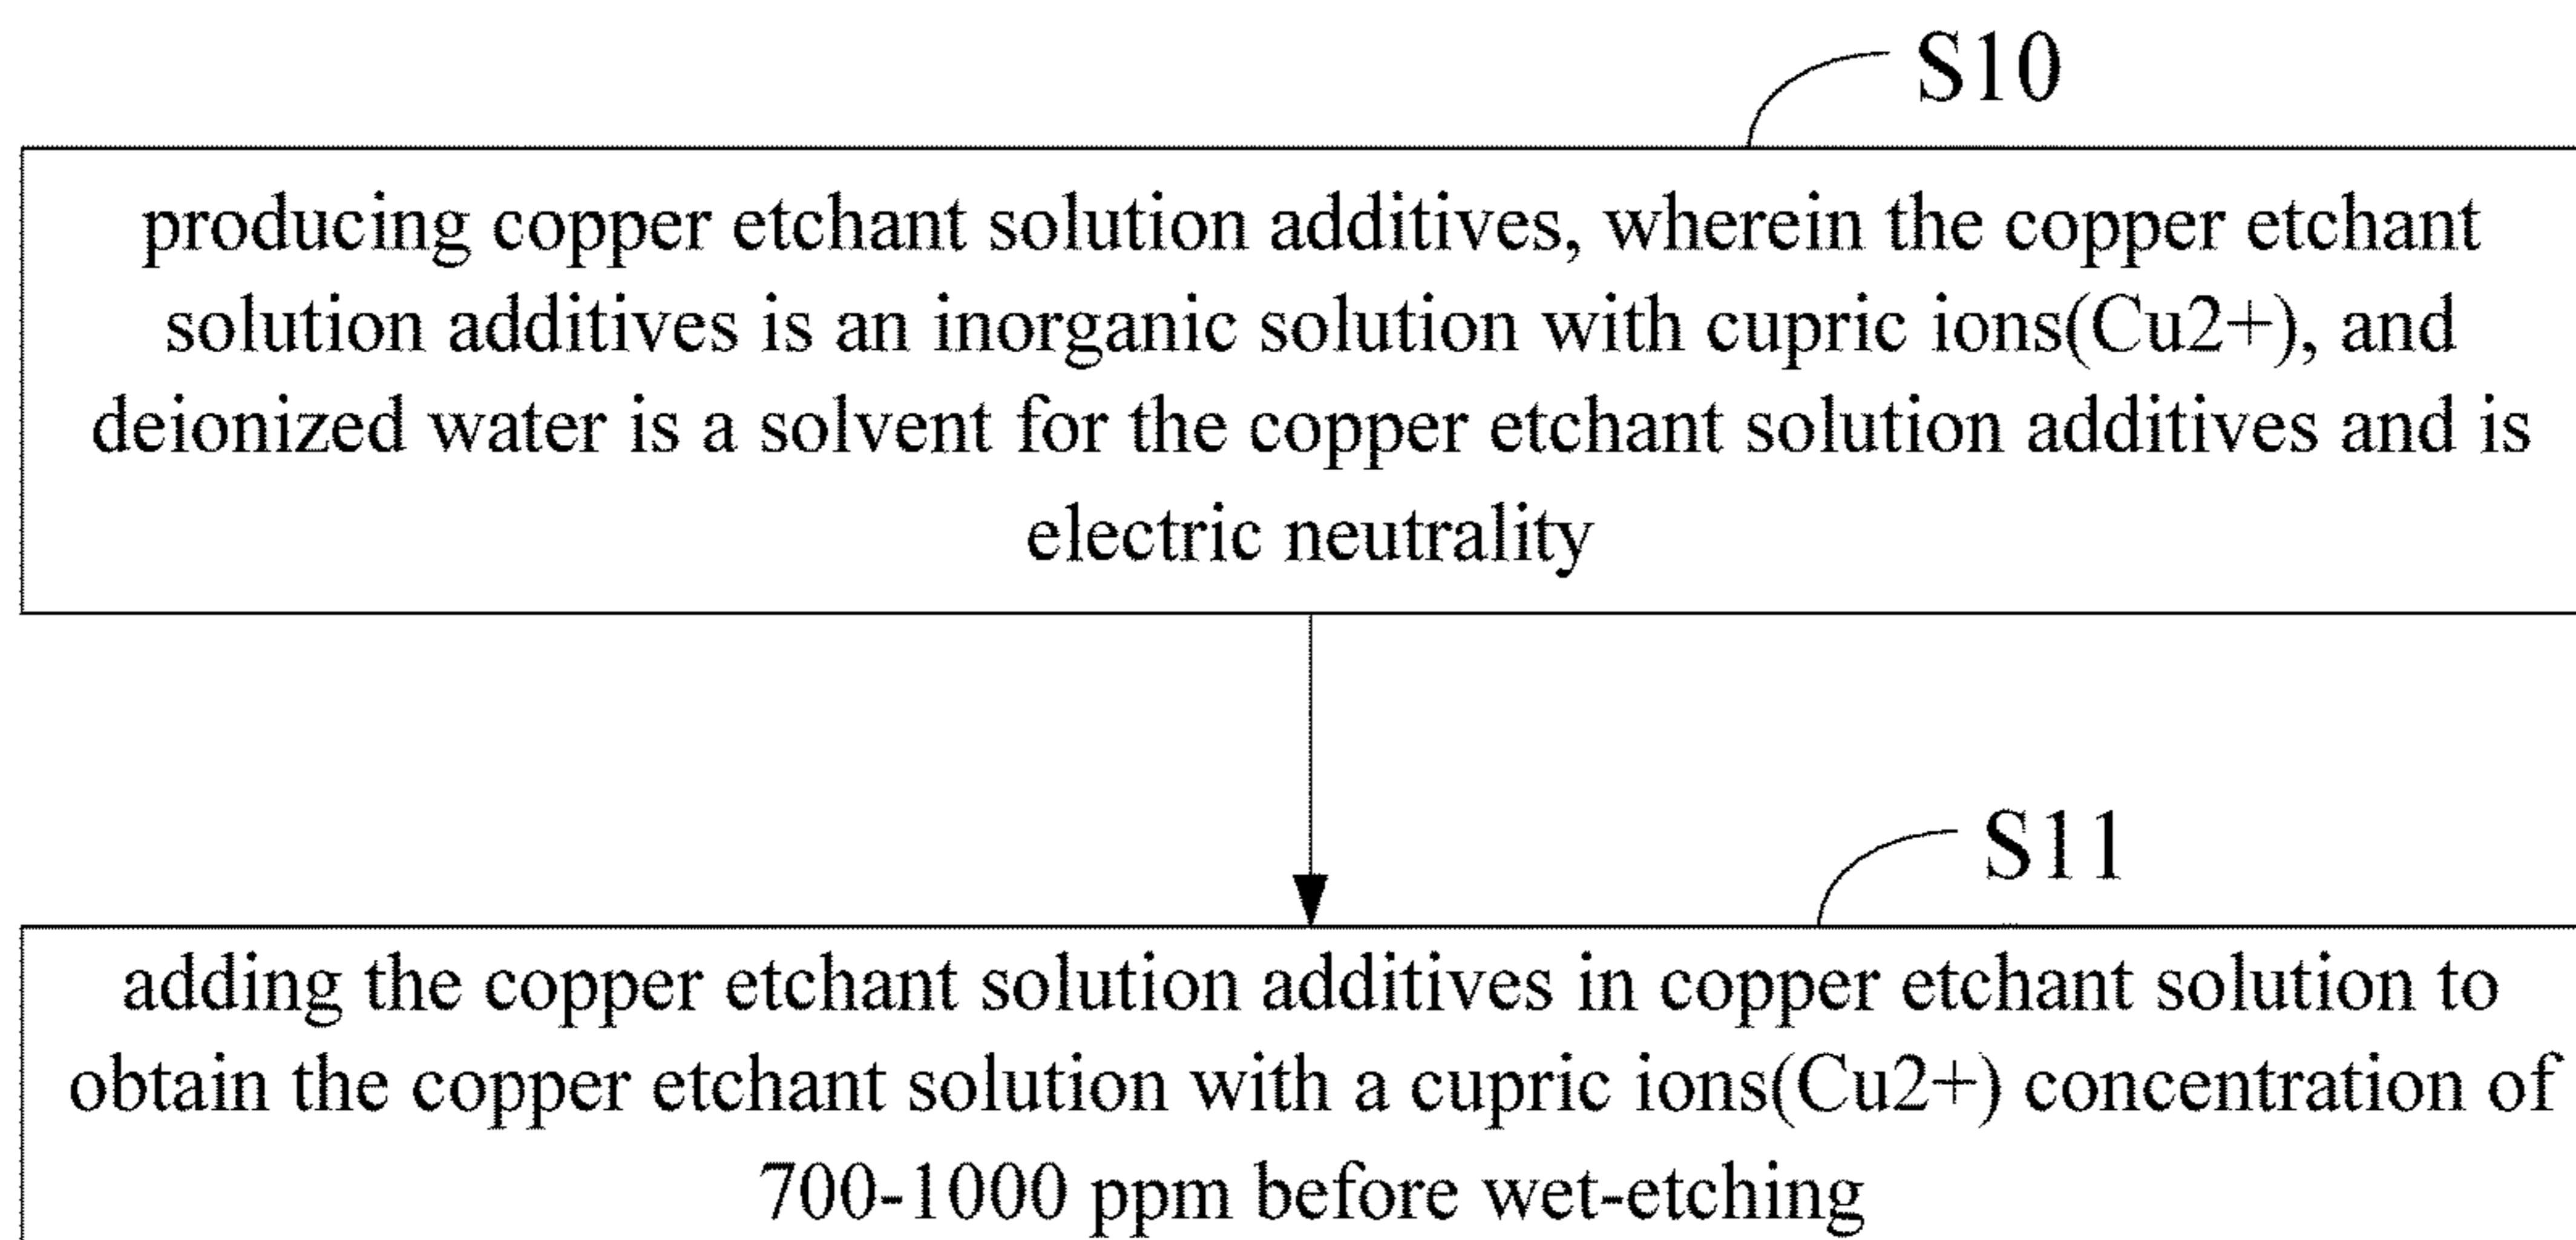 S10
producing copper etchant solution additives, wherein the copper etchant
solution additives is an inorganic solution with cupric ions(Cu2+), and
deionized water is a solvent for the copper etchant solution additives and is
electric neutrality
S11
adding the copper etchant solution additives in copper etchant solution to
obtain the copper etchant solution with a cupric ions(Cu2+) concentration of
700-1000 ppm before wet-etching